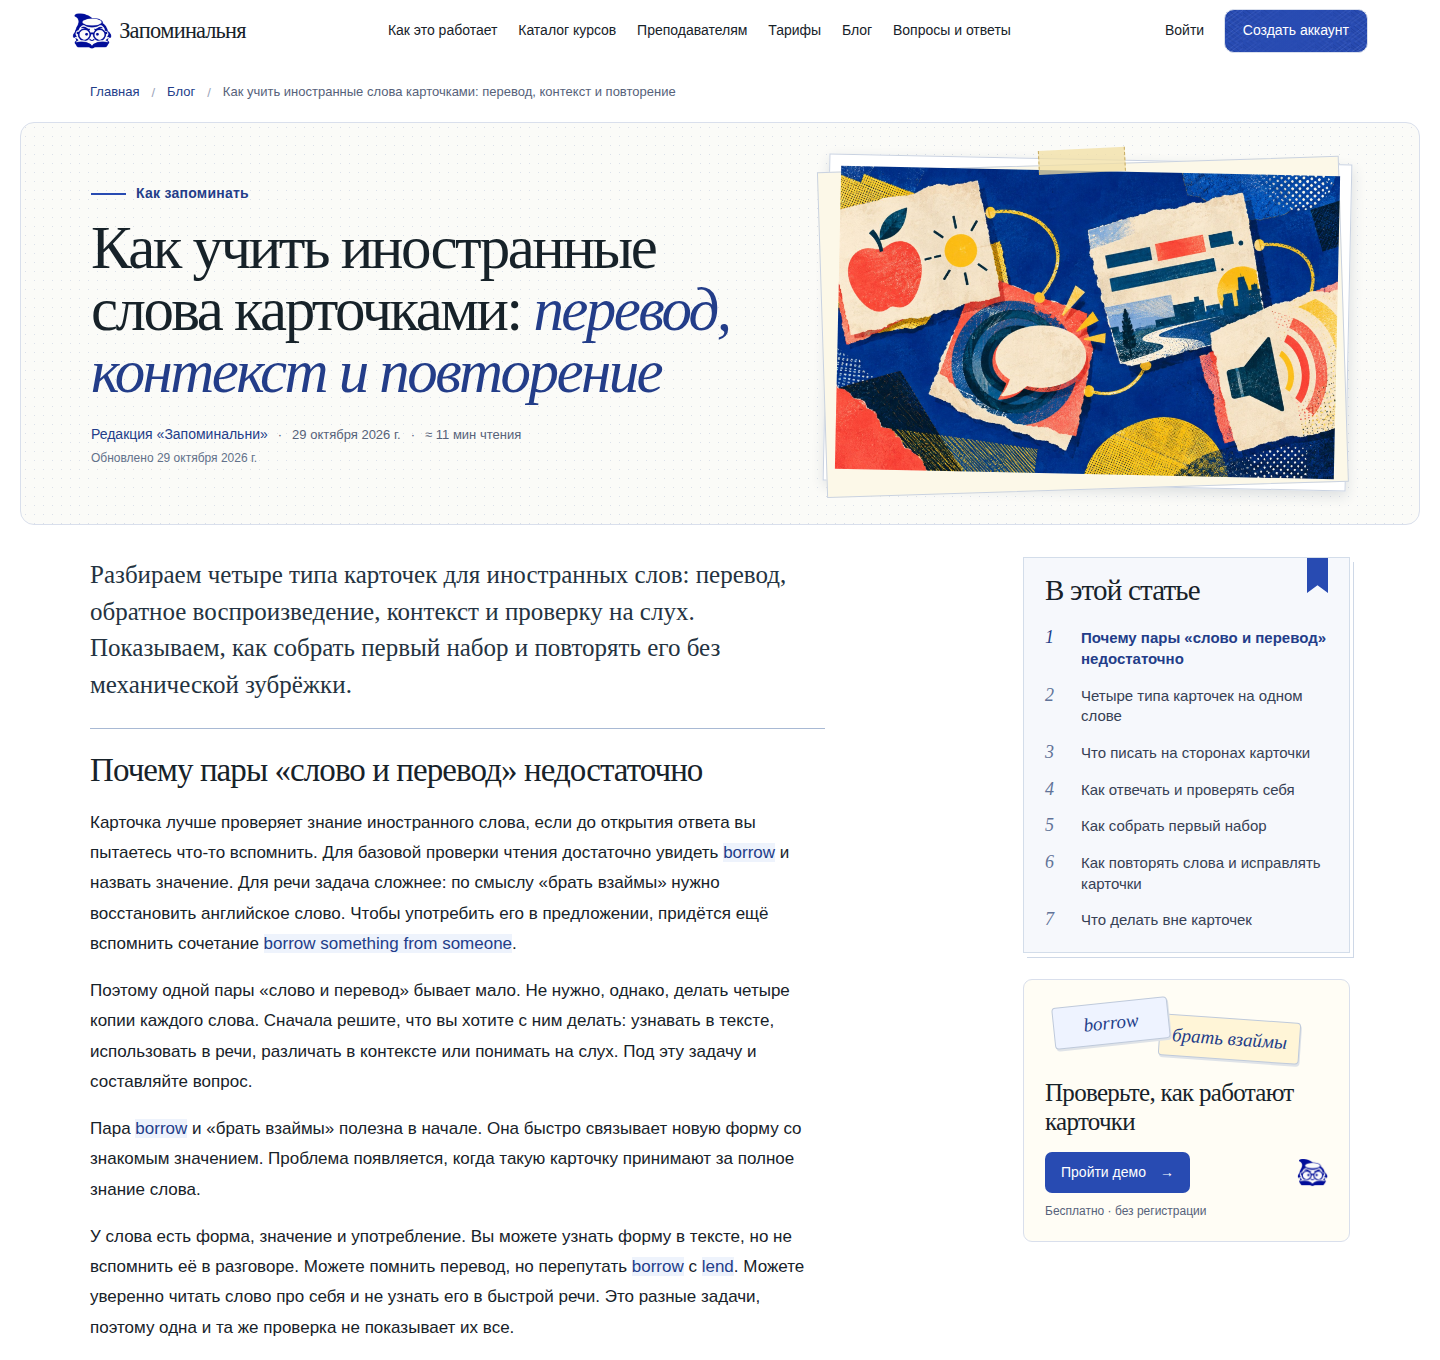 Запоминальня
Как это работает Каталог курсов Преподавателям Тарифы Блог Вопросы и ответы
Войти Создать аккаунт
Главная / Блог / Как учить иностранные слова карточками: перевод, контекст и повторение
Как запоминать
Как учить иностранные
слова карточками: перевод,
контекст и повторение
Редакция «Запоминальни» · 29 октября 2026 г. · ≈ 11 мин чтения
Обновлено 29 октября 2026 г.
Разбираем четыре типа карточек для иностранных слов: перевод,
обратное воспроизведение, контекст и проверку на слух.
Показываем, как собрать первый набор и повторять его без
механической зубрёжки.
Почему пары «слово и перевод» недостаточно
Карточка лучше проверяет знание иностранного слова, если до открытия ответа вы
пытаетесь что-то вспомнить. Для базовой проверки чтения достаточно увидеть borrow и
назвать значение. Для речи задача сложнее: по смыслу «брать взаймы» нужно
восстановить английское слово. Чтобы употребить его в предложении, придётся ещё
вспомнить сочетание borrow something from someone.
Поэтому одной пары «слово и перевод» бывает мало. Не нужно, однако, делать четыре
копии каждого слова. Сначала решите, что вы хотите с ним делать: узнавать в тексте,
использовать в речи, различать в контексте или понимать на слух. Под эту задачу и
составляйте вопрос.
Пара borrow и «брать взаймы» полезна в начале. Она быстро связывает новую форму со
знакомым значением. Проблема появляется, когда такую карточку принимают за полное
знание слова.
У слова есть форма, значение и употребление. Вы можете узнать форму в тексте, но не
вспомнить её в разговоре. Можете помнить перевод, но перепутать borrow с lend. Можете
уверенно читать слово про себя и не узнать его в быстрой речи. Это разные задачи,
поэтому одна и та же проверка не показывает их все.
В этой статье
1 Почему пары «слово и перевод»
недостаточно
2 Четыре типа карточек на одном
слове
3 Что писать на сторонах карточки
4 Как отвечать и проверять себя
5 Как собрать первый набор
6 Как повторять слова и исправлять
карточки
7 Что делать вне карточек
borrow
брать взаймы
Проверьте, как работают
карточки
Пройти демо →
Бесплатно · без регистрации